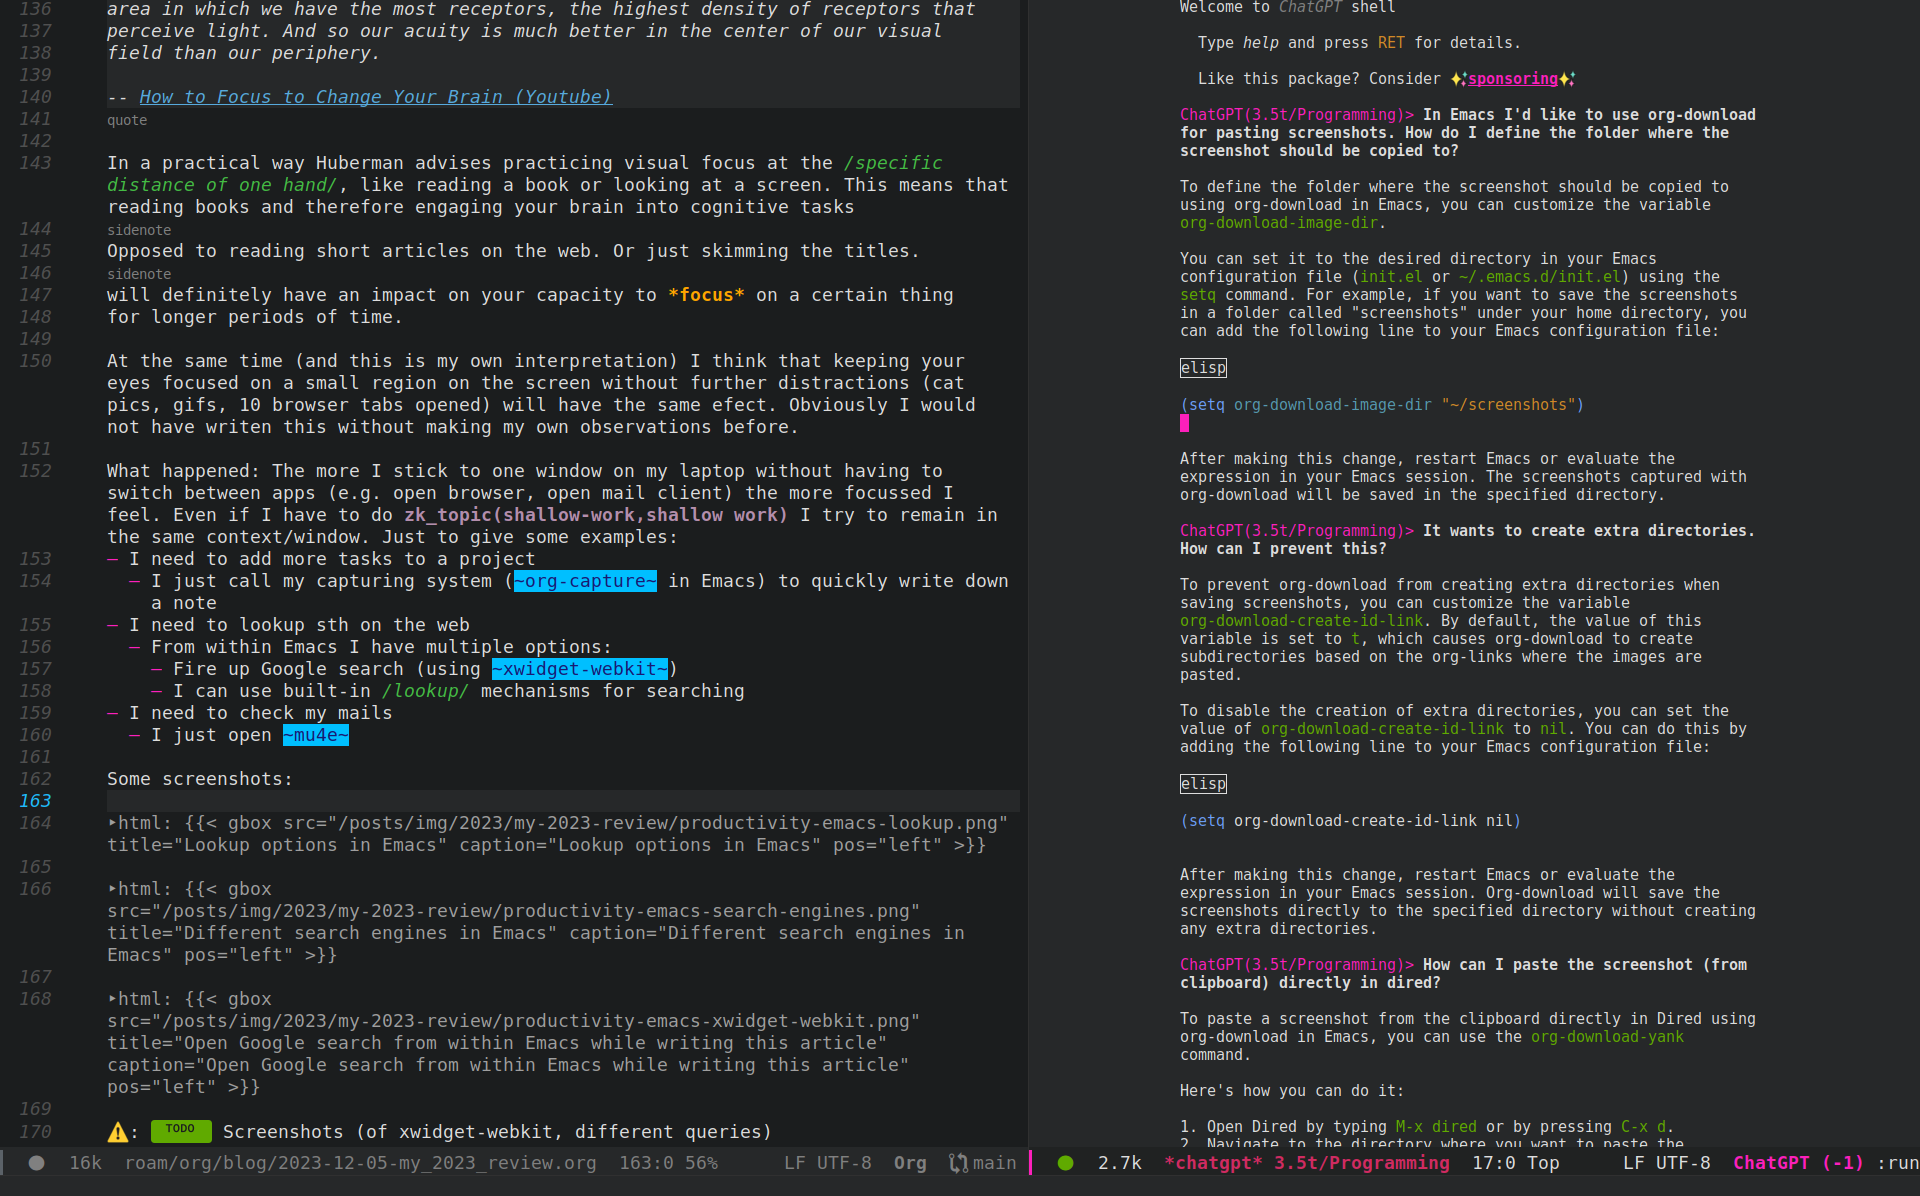 136 area in which we have the most receptors, the highest density of receptors that
137 perceive light. And so our acuity is much better in the center of our visual
138 field than our periphery.
139
140 -- How to Focus to Change Your Brain (Youtube)
141 quote
142
143 In a practical way Huberman advises practicing visual focus at the /specific
distance of one hand/, like reading a book or looking at a screen. This means that
reading books and therefore engaging your brain into cognitive tasks
144 sidenote
145 Opposed to reading short articles on the web. Or just skimming the titles.
146 sidenote
147 will definitely have an impact on your capacity to *focus* on a certain thing
148 for longer periods of time.
149
150 At the same time (and this is my own interpretation) I think that keeping your
eyes focused on a small region on the screen without further distractions (cat
pics, gifs, 10 browser tabs opened) will have the same efect. Obviously I would
not have writen this without making my own observations before.
151
152 What happened: The more I stick to one window on my laptop without having to
switch between apps (e.g. open browser, open mail client) the more focussed I
feel. Even if I have to do zk_topic(shallow-work,shallow work) I try to remain in
the same context/window. Just to give some examples:
153 – I need to add more tasks to a project
154 – I just call my capturing system (~org-capture~ in Emacs) to quickly write down
a note
155 – I need to lookup sth on the web
156 – From within Emacs I have multiple options:
157 – Fire up Google search (using ~xwidget-webkit~)
158 – I can use built-in /lookup/ mechanisms for searching
159 – I need to check my mails
160 – I just open ~mu4e~
161
162 Some screenshots:
163
164 ‣html: {{< gbox src="/posts/img/2023/my-2023-review/productivity-emacs-lookup.png"
title="Lookup options in Emacs" caption="Lookup options in Emacs" pos="left" >}}
165
166 ‣html: {{< gbox
src="/posts/img/2023/my-2023-review/productivity-emacs-search-engines.png"
title="Different search engines in Emacs" caption="Different search engines in
Emacs" pos="left" >}}
167
168 ‣html: {{< gbox
src="/posts/img/2023/my-2023-review/productivity-emacs-xwidget-webkit.png"
title="Open Google search from within Emacs while writing this article"
caption="Open Google search from within Emacs while writing this article"
pos="left" >}}
169
170 ⚠️: TODO Screenshots (of xwidget-webkit, different queries)
16k roam/org/blog/2023-12-05-my_2023_review.org 163:0 56% LF UTF-8 Org main
Welcome to ChatGPT shell
Type help and press RET for details.
Like this package? Consider ✨sponsoring✨
ChatGPT(3.5t/Programming)> In Emacs I'd like to use org-download
for pasting screenshots. How do I define the folder where the
screenshot should be copied to?
To define the folder where the screenshot should be copied to
using org-download in Emacs, you can customize the variable
org-download-image-dir.
You can set it to the desired directory in your Emacs
configuration file (init.el or ~/.emacs.d/init.el) using the
setq command. For example, if you want to save the screenshots
in a folder called "screenshots" under your home directory, you
can add the following line to your Emacs configuration file:
elisp
(setq org-download-image-dir "~/screenshots")
After making this change, restart Emacs or evaluate the
expression in your Emacs session. The screenshots captured with
org-download will be saved in the specified directory.
ChatGPT(3.5t/Programming)> It wants to create extra directories.
How can I prevent this?
To prevent org-download from creating extra directories when
saving screenshots, you can customize the variable
org-download-create-id-link. By default, the value of this
variable is set to t, which causes org-download to create
subdirectories based on the org-links where the images are
pasted.
To disable the creation of extra directories, you can set the
value of org-download-create-id-link to nil. You can do this by
adding the following line to your Emacs configuration file:
elisp
(setq org-download-create-id-link nil)
After making this change, restart Emacs or evaluate the
expression in your Emacs session. Org-download will save the
screenshots directly to the specified directory without creating
any extra directories.
ChatGPT(3.5t/Programming)> How can I paste the screenshot (from
clipboard) directly in dired?
To paste a screenshot from the clipboard directly in Dired using
org-download in Emacs, you can use the org-download-yank
command.
Here's how you can do it:
1. Open Dired by typing M-x dired or by pressing C-x d.
2. Navigate to the directory where you want to paste the
2.7k *chatgpt* 3.5t/Programming 17:0 Top LF UTF-8 ChatGPT (-1) :run